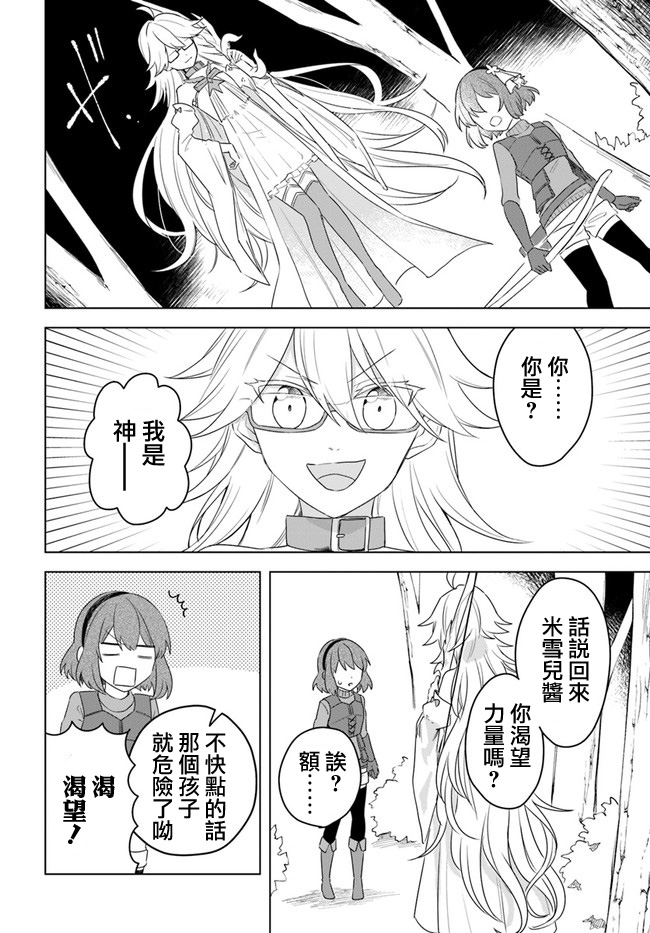 你……
你是？
我是
神——
話說回來
米雪兒醬
你渴望
力量嗎？
誒？
額……
不快點的話
那個孩子
就危險了呦
渴
渴望！